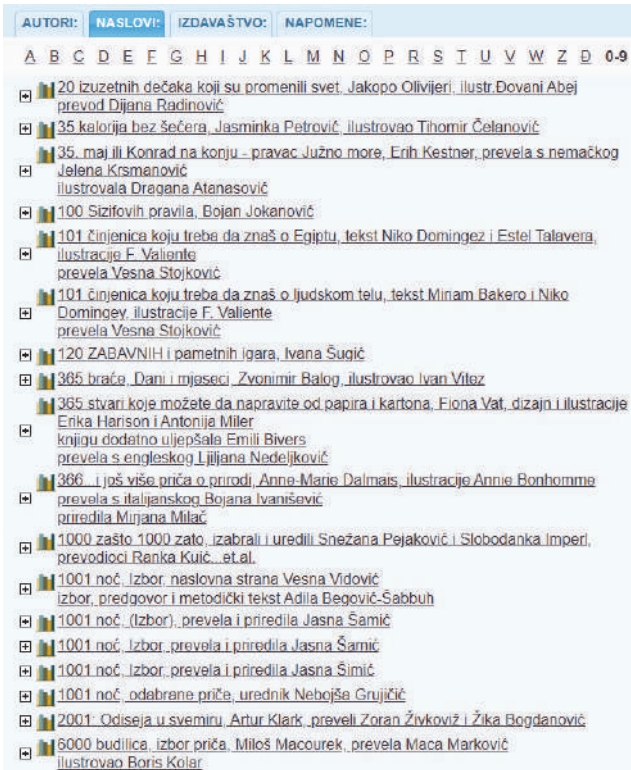 AUTORI: NASLOVI: IZDAVAŠTVO: NAPOMENE:
A B C D E F G H I J K L M N O P R S T U V W Z Đ 0-9
20 izuzetnih dečaka koji su promenili svet, Jakopo Olivijeri, ilustr.Đovani Abej
prevod Dijana Radinović
35 kalorija bez šećera, Jasminka Petrović, ilustrovao Tihomir Čelanović
35. maj ili Konrad na konju - pravac Južno more, Erih Kestner, prevela s nemačkog
Jelena Krsmanović
ilustrovala Dragana Atanasović
100 Sizifovih pravila, Bojan Jokanović
101 činjenica koju treba da znaš o Egiptu, tekst Niko Domingez i Estel Talavera,
ilustracije F. Valiente
prevela Vesna Stojković
101 činjenica koju treba da znaš o ljudskom telu, tekst Miriam Bakero i Niko
Domingey, ilustracije F. Valiente
prevela Vesna Stojković
120 ZABAVNIH i pametnih igara, Ivana Šugić
365 braće, Dani i mjeseci, Zvonimir Balog, ilustrovao Ivan Vitez
365 stvari koje možete da napravite od papira i kartona, Fiona Vat, dizajn i ilustracije
Erika Harison i Antonija Miler
knjigu dodatno uljepšala Emili Bivers
prevela s engleskog Ljiljana Nedeljković
366...i još više priča o prirodi, Anne-Marie Dalmais, ilustracije Annie Bonhomme
prevela s italijanskog Bojana Ivanišević
priredila Mirjana Milač
1000 zašto 1000 zato, izabrali i uredili Snežana Pejaković i Slobodanka Imperl,
prevodioci Ranka Kuić...et.al.
1001 noć, Izbor, naslovna strana Vesna Vidović
izbor, predgovor i metodički tekst Adila Begović-Šabbuh
1001 noć, (Izbor), prevela i priredila Jasna Šamić
1001 noć, Izbor, prevela i priredila Jasna Šamić
1001 noć, Izbor, prevela i priredila Jasna Šimić
1001 noć, odabrane priče, urednik Nebojša Grujičić
2001: Odiseja u svemiru, Artur Klark, preveli Zoran Živkoviž i Žika Bogdanović
6000 budilica, izbor priča, Miloš Macourek, prevela Maca Marković
ilustrovao Boris Kolar